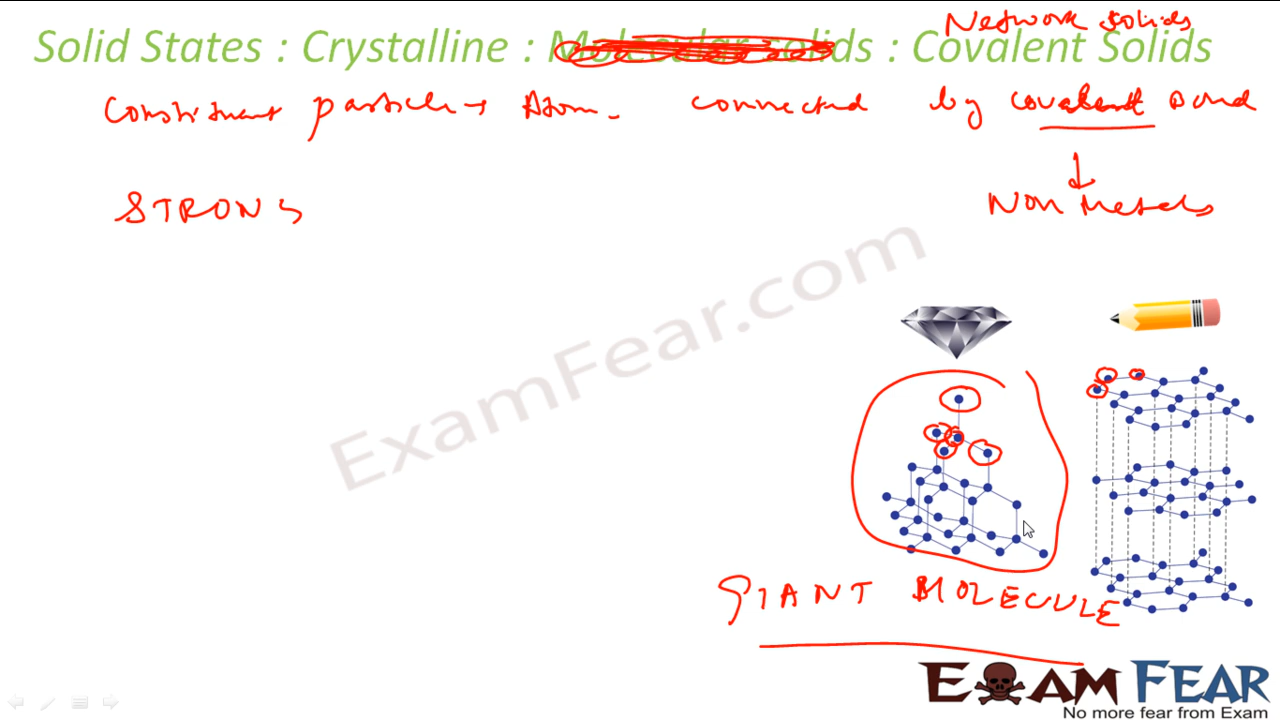 Network solids
Solid States : Crystalline : Molecular solids : Covalent Solids
Constituent particle → Atom. connected by covalent Bond
STRONG
Non Metals
ExamFear.com
GIANT MOLECULE
EXAM FEAR
No more fear from Exam